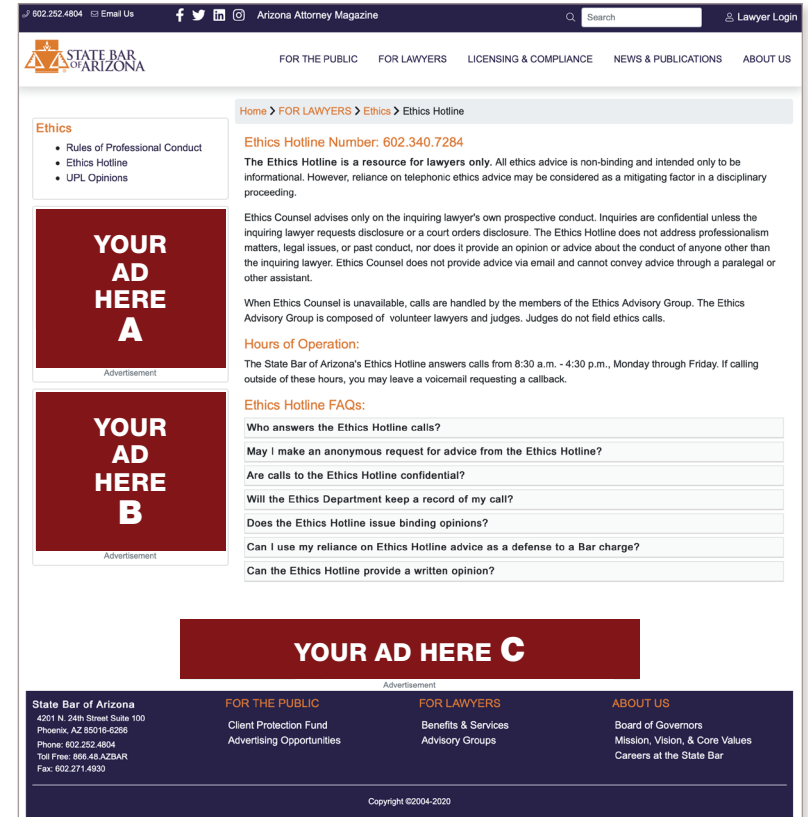 602.252.4804 Email Us Arizona Attorney Magazine Search Lawyer Login
STATE BAR
OF ARIZONA
FOR THE PUBLIC FOR LAWYERS LICENSING & COMPLIANCE NEWS & PUBLICATIONS ABOUT US
Home > FOR LAWYERS > Ethics > Ethics Hotline
Ethics
• Rules of Professional Conduct
• Ethics Hotline
• UPL Opinions
YOUR
AD
HERE
A
Advertisement
YOUR
AD
HERE
B
Advertisement
Ethics Hotline Number: 602.340.7284
The Ethics Hotline is a resource for lawyers only. All ethics advice is non-binding and intended only to be
informational. However, reliance on telephonic ethics advice may be considered as a mitigating factor in a disciplinary
proceeding.
Ethics Counsel advises only on the inquiring lawyer's own prospective conduct. Inquiries are confidential unless the
inquiring lawyer requests disclosure or a court orders disclosure. The Ethics Hotline does not address professionalism
matters, legal issues, or past conduct, nor does it provide an opinion or advice about the conduct of anyone other than
the inquiring lawyer. Ethics Counsel does not provide advice via email and cannot convey advice through a paralegal or
other assistant.
When Ethics Counsel is unavailable, calls are handled by the members of the Ethics Advisory Group. The Ethics
Advisory Group is composed of volunteer lawyers and judges. Judges do not field ethics calls.
Hours of Operation:
The State Bar of Arizona's Ethics Hotline answers calls from 8:30 a.m. - 4:30 p.m., Monday through Friday. If calling
outside of these hours, you may leave a voicemail requesting a callback.
Ethics Hotline FAQs:
Who answers the Ethics Hotline calls?
May I make an anonymous request for advice from the Ethics Hotline?
Are calls to the Ethics Hotline confidential?
Will the Ethics Department keep a record of my call?
Does the Ethics Hotline issue binding opinions?
Can I use my reliance on Ethics Hotline advice as a defense to a Bar charge?
Can the Ethics Hotline provide a written opinion?
YOUR AD HERE C
Advertisement
State Bar of Arizona
4201 N. 24th Street Suite 100
Phoenix, AZ 85016-6266
Phone: 602.252.4804
Toll Free: 866.48.AZBAR
Fax: 602.271.4930
FOR THE PUBLIC
Client Protection Fund
Advertising Opportunities
FOR LAWYERS
Benefits & Services
Advisory Groups
ABOUT US
Board of Governors
Mission, Vision, & Core Values
Careers at the State Bar
Copyright ©2004-2020